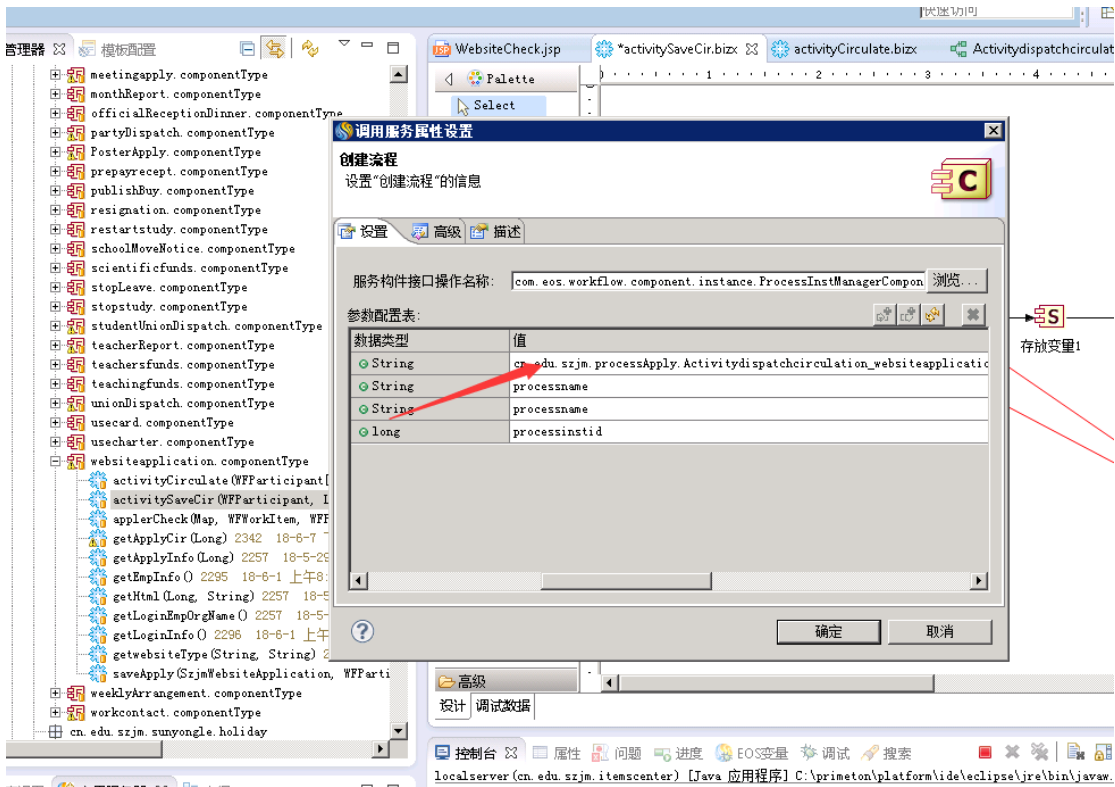 快速访问
管理器 模板配置
meetingapply.componentType
monthReport.componentType
officialReceptionDinner.componentType
partyDispatch.componentType
PosterApply.componentType
prepayrecept.componentType
publishBuy.componentType
resignation.componentType
restartstudy.componentType
schoolMoveNotice.componentType
scientificfunds.componentType
stopLeave.componentType
stopstudy.componentType
studentUnionDispatch.componentType
teacherReport.componentType
teachersfunds.componentType
teachingfunds.componentType
unionDispatch.componentType
usecard.componentType
usecharter.componentType
websiteapplication.componentType
activityCirculate(WFParticipant[
activitySaveCir(WFParticipant, I
applerCheck(Map, WFWorkItem, WFP
getApplyCir(Long) 2342 18-6-7
getApplyInfo(Long) 2257 18-5-29
getEmpInfo() 2295 18-6-1 上午8:
getHtml(Long, String) 2257 18-5
getLoginEmpOrgName() 2257 18-5-
getLoginInfo() 2296 18-6-1 上午
getwebsiteType(String, String) 2
saveApply(SzjmWebsiteApplication, WFParti
weeklyArrangement.componentType
workcontact.componentType
cn.edu.szjm.sunyongle.holiday
WebsiteCheck.jsp *activitySaveCir.bizx activityCirculate.bizx Activitydispatchcirculat
Palette
1 2 3 4
Select
调用服务属性设置
创建流程
设置"创建流程"的信息
C
设置 高级 描述
服务构件接口操作名称: com.eos.workflow.component.instance.ProcessInstManagerCompon 浏览...
参数配置表:
数据类型 值
String cn.edu.szjm.processApply.Activitydispatchcirculation_websiteapplicatic
String processname
String processname
long processinstid
确定 取消
S
存放变量1
高级
设计 调试数据
控制台 属性 问题 进度 EOS变量 调试 搜索
localserver(cn.edu.szjm.itemscenter) [Java 应用程序] C:\primeton\platform\ide\eclipse\jre\bin\javaw.